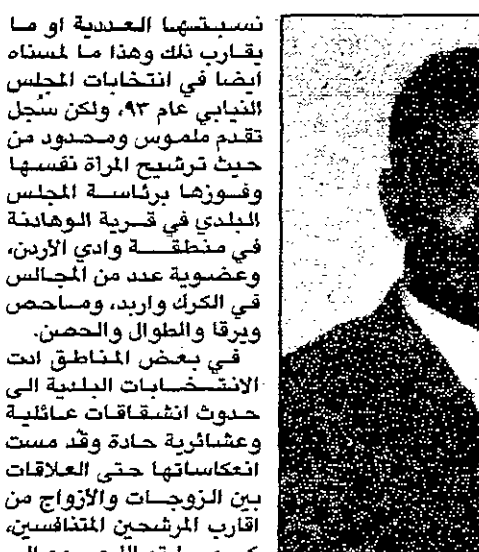 نسبتها العددية او ما
يقارب ذلك وهذا ما لمسناه
ايضا في انتخابات المجلس
النيابي عام ٩٣، ولكن سُجل
تقدم ملموس ومحدود من
حيث ترشيح المرأة نفسها
وفوزها برئاسة المجلس
البلدي في قرية الوهادنة
في منطقة وادي الأردن،
وعضوية عدد من المجالس
في الكرك واربد، وماحص
ويرقا والطوال والحصن.
في بعض المناطق ادت
الانتخابات البلدية الى
حدوث انشقاقات عائلية
وعشائرية حادة وقد مست
انعكاساتها حتى العلاقات
بين الزوجات والأزواج من
اقارب المرشحين المتنافسين،